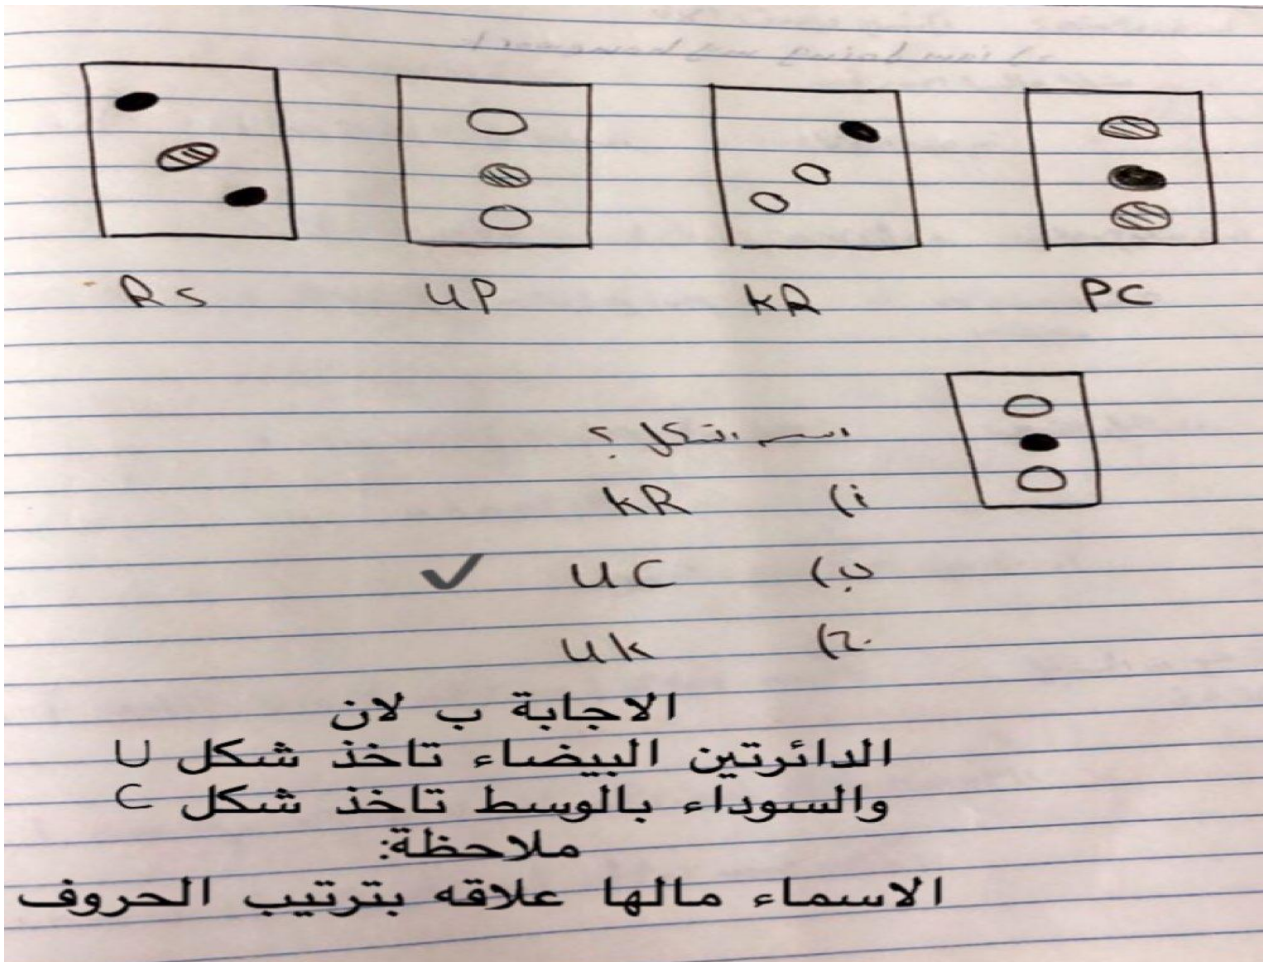 Rs UP KR PC
اسم الشكل ؟
أ) KR
ب) UC ✓
ج) Uk
الاجابة ب لان
الدائرتين البيضاء تاخذ شكل U
والسوداء بالوسط تاخذ شكل C
ملاحظة:
الاسماء مالها علاقه بترتيب الحروف